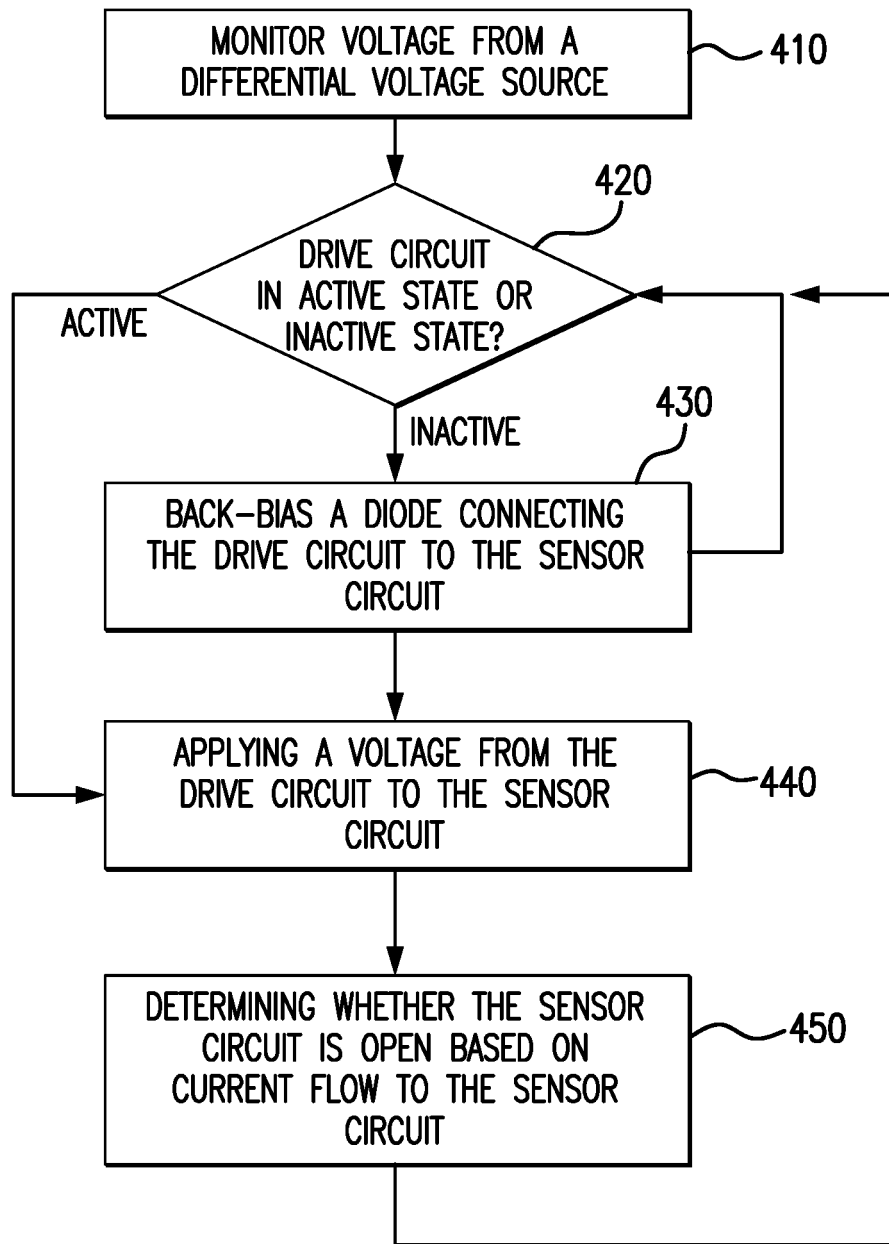 MONITOR VOLTAGE FROM A
DIFFERENTIAL VOLTAGE SOURCE
410
420
DRIVE CIRCUIT
IN ACTIVE STATE OR
INACTIVE STATE?
ACTIVE
INACTIVE
430
BACK-BIAS A DIODE CONNECTING
THE DRIVE CIRCUIT TO THE SENSOR
CIRCUIT
APPLYING A VOLTAGE FROM THE
DRIVE CIRCUIT TO THE SENSOR
CIRCUIT
440
DETERMINING WHETHER THE SENSOR
CIRCUIT IS OPEN BASED ON
CURRENT FLOW TO THE SENSOR
CIRCUIT
450